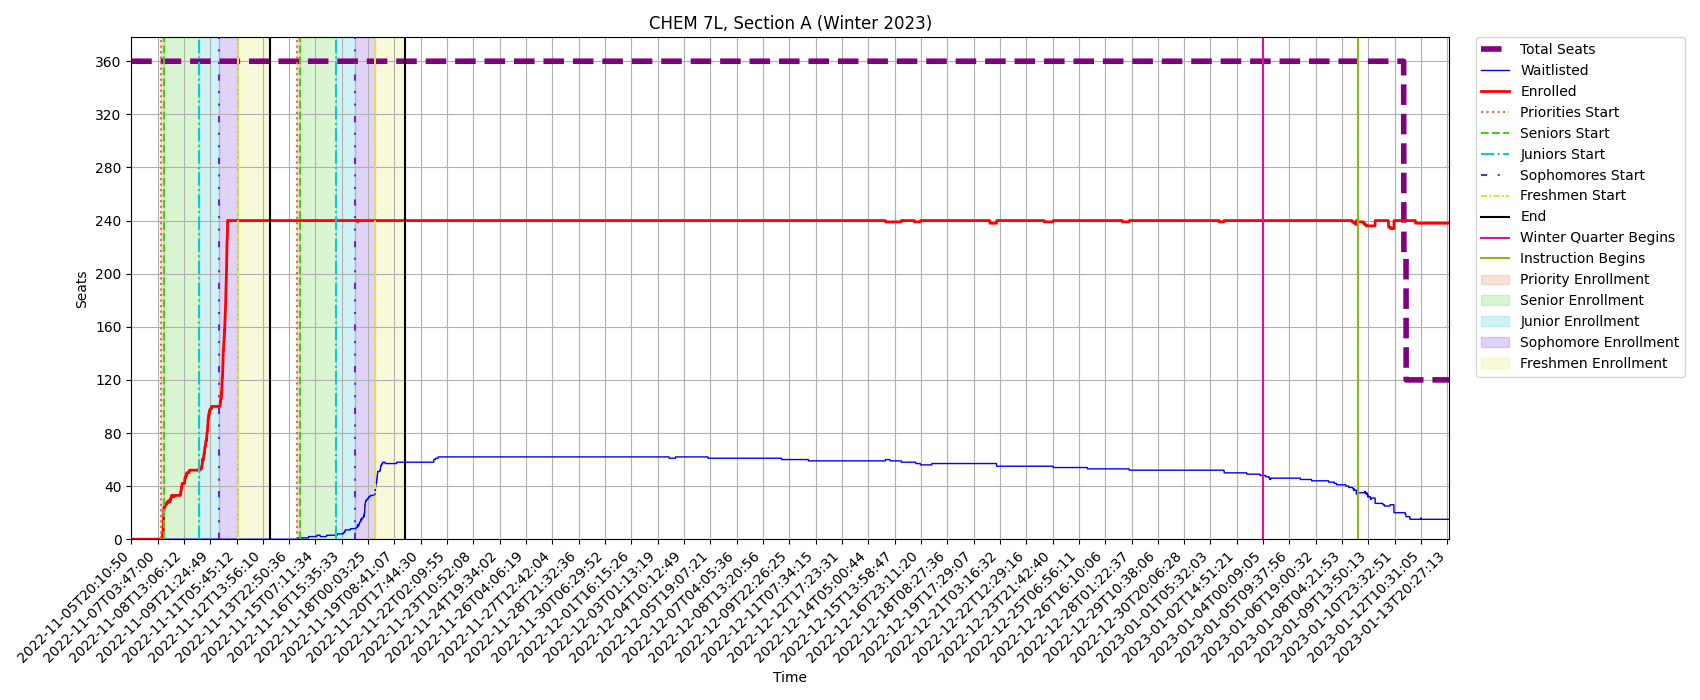 CHEM 7L, Section A (Winter 2023)
Seats
360
320
280
240
200
160
120
80
40
0
2022-11-05T20:10:50
2022-11-07T03:47:00
2022-11-08T13:06:12
2022-11-09T21:24:49
2022-11-11T05:45:12
2022-11-12T13:56:10
2022-11-13T22:50:36
2022-11-15T07:11:34
2022-11-16T15:35:33
2022-11-18T00:03:25
2022-11-19T08:41:07
2022-11-20T17:44:30
2022-11-22T02:09:55
2022-11-23T10:52:08
2022-11-24T19:34:02
2022-11-26T04:06:19
2022-11-27T12:42:04
2022-11-28T21:32:36
2022-11-30T06:29:52
2022-12-01T16:15:26
2022-12-03T01:13:19
2022-12-04T10:12:49
2022-12-05T19:07:21
2022-12-07T04:05:36
2022-12-08T13:20:56
2022-12-09T22:26:25
2022-12-11T07:34:15
2022-12-12T17:23:31
2022-12-14T05:00:44
2022-12-15T13:58:47
2022-12-16T23:11:20
2022-12-18T08:27:36
2022-12-19T17:29:07
2022-12-21T03:16:32
2022-12-22T12:29:16
2022-12-23T21:42:40
2022-12-25T06:56:11
2022-12-26T16:10:06
2022-12-28T01:22:37
2022-12-29T10:38:06
2022-12-30T20:06:28
2023-01-01T05:32:03
2023-01-02T14:51:21
2023-01-04T00:09:05
2023-01-05T09:37:56
2023-01-06T19:00:32
2023-01-08T04:21:53
2023-01-09T13:50:13
2023-01-10T23:32:51
2023-01-12T10:31:05
2023-01-13T20:27:13
Time
Total Seats
Waitlisted
Enrolled
Priorities Start
Seniors Start
Juniors Start
Sophomores Start
Freshmen Start
End
Winter Quarter Begins
Instruction Begins
Priority Enrollment
Senior Enrollment
Junior Enrollment
Sophomore Enrollment
Freshmen Enrollment